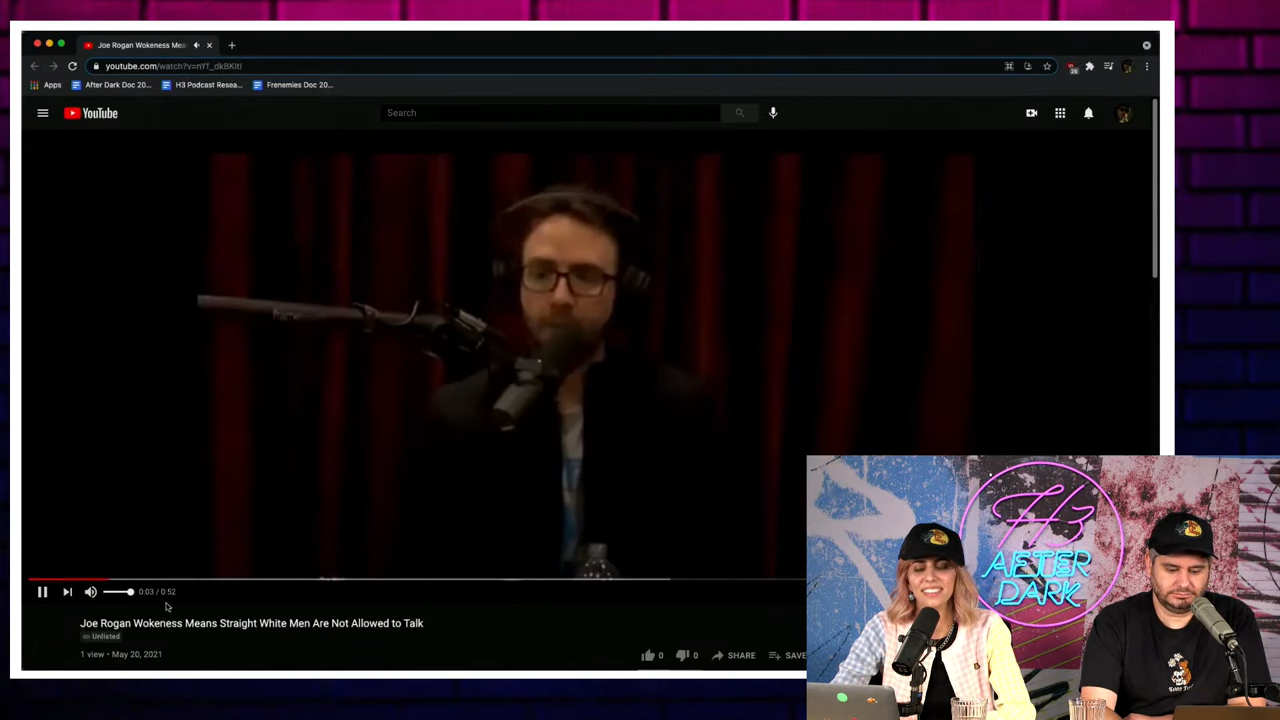 Joe Rogan Wokeness Mea
youtube.com/watch?v=nYf_dkBKItI
Apps
After Dark Doc 20...
H3 Podcast Resea...
Frenemies Doc 20...
YouTube
Search
frame
0:03 / 0:52
Joe Rogan Wokeness Means Straight White Men Are Not Allowed to Talk
Unlisted
1 view • May 20, 2021
0
0
SHARE
SAVE
H3
AFTER
DARK